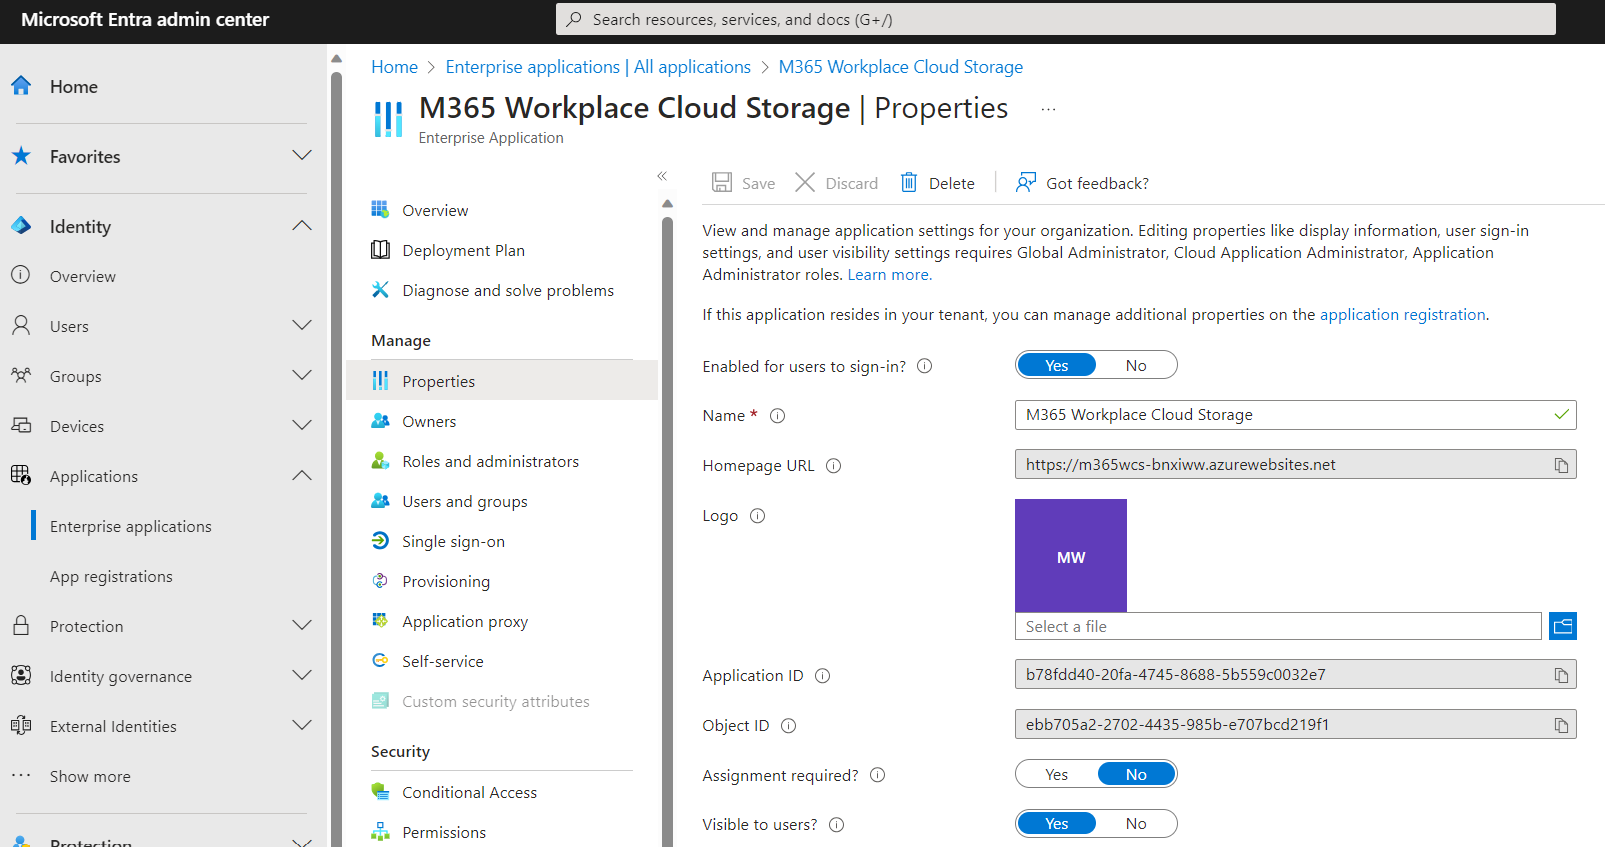 Microsoft Entra admin center
Search resources, services, and docs (G+/)
Home
Favorites
Identity
Overview
Users
Groups
Devices
Applications
Enterprise applications
App registrations
Protection
Identity governance
External Identities
Show more
Protection
Home > Enterprise applications | All applications > M365 Workplace Cloud Storage
M365 Workplace Cloud Storage | Properties ...
Enterprise Application
Overview
Deployment Plan
Diagnose and solve problems
Manage
Properties
Owners
Roles and administrators
Users and groups
Single sign-on
Provisioning
Application proxy
Self-service
Custom security attributes
Security
Conditional Access
Permissions
Save Discard Delete Got feedback?
View and manage application settings for your organization. Editing properties like display information, user sign-in
settings, and user visibility settings requires Global Administrator, Cloud Application Administrator, Application
Administrator roles. Learn more.
If this application resides in your tenant, you can manage additional properties on the application registration.
Enabled for users to sign-in? Yes No
Name * M365 Workplace Cloud Storage
Homepage URL https://m365wcs-bnxiww.azurewebsites.net
Logo
MW
Select a file
Application ID b78fdd40-20fa-4745-8688-5b559c0032e7
Object ID ebb705a2-2702-4435-985b-e707bcd219f1
Assignment required? Yes No
Visible to users? Yes No